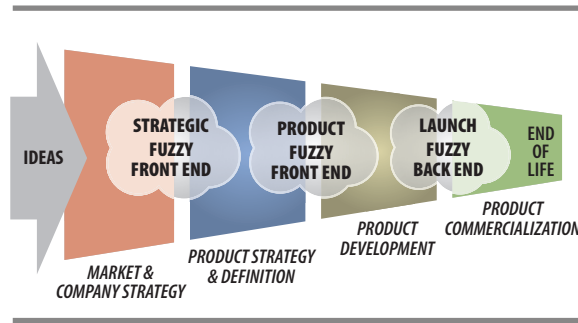 IDEAS
STRATEGIC
FUZZY
FRONT END
PRODUCT
FUZZY
FRONT END
LAUNCH
FUZZY
BACK END
END
OF
LIFE
MARKET &
COMPANY STRATEGY
PRODUCT STRATEGY
& DEFINITION
PRODUCT
DEVELOPMENT
PRODUCT
COMMERCIALIZATION